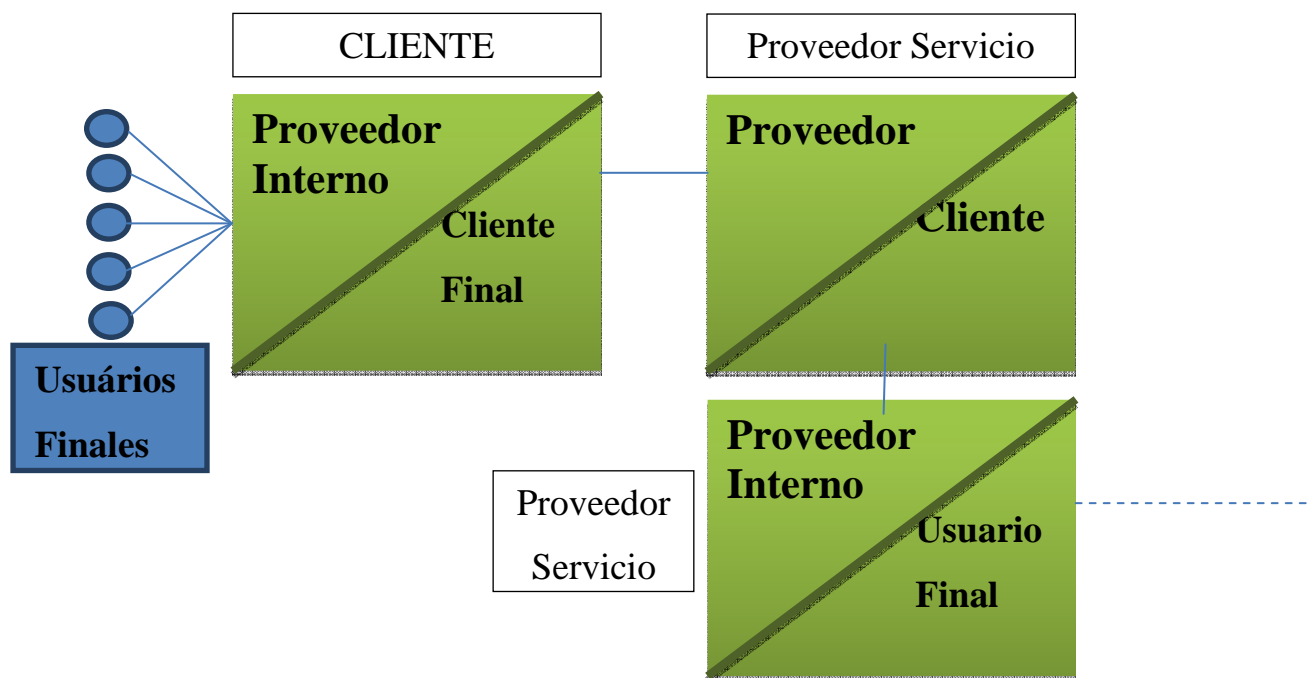 CLIENTE
Proveedor Servicio
Proveedor
Interno
Cliente
Final
Proveedor
Cliente
Usuários
Finales
Proveedor
Interno
Usuario
Final
Proveedor
Servicio